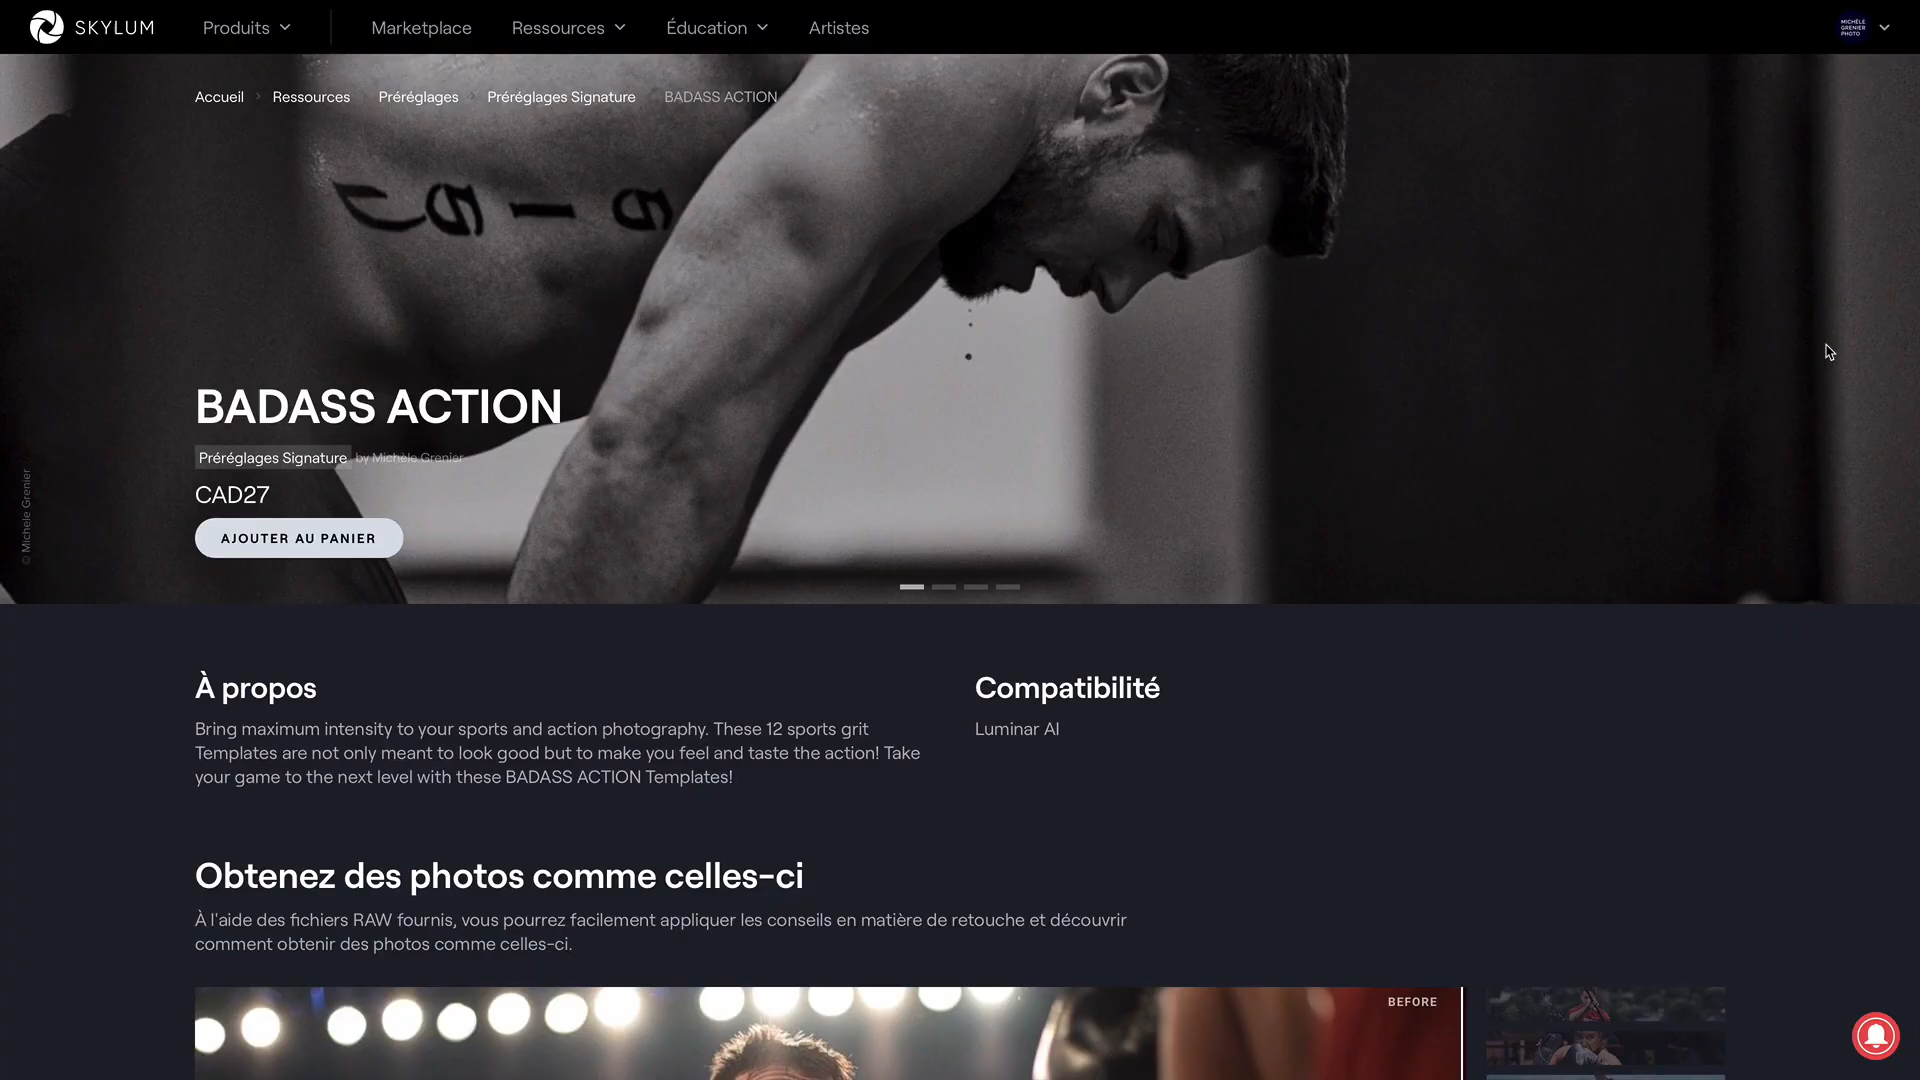 SKYLUM
Produits
Marketplace
Ressources
Éducation
Artistes
MICHÈLE
GRENIER
PHOTO
Accueil
Ressources
Préréglages
Préréglages Signature
BADASS ACTION
BADASS ACTION
Préréglages Signature by Michèle Grenier
CAD27
AJOUTER AU PANIER
© Michele Grenier
À propos
Bring maximum intensity to your sports and action photography. These 12 sports grit
Templates are not only meant to look good but to make you feel and taste the action! Take
your game to the next level with these BADASS ACTION Templates!
Compatibilité
Luminar AI
Obtenez des photos comme celles-ci
À l'aide des fichiers RAW fournis, vous pourrez facilement appliquer les conseils en matière de retouche et découvrir
comment obtenir des photos comme celles-ci.
BEFORE